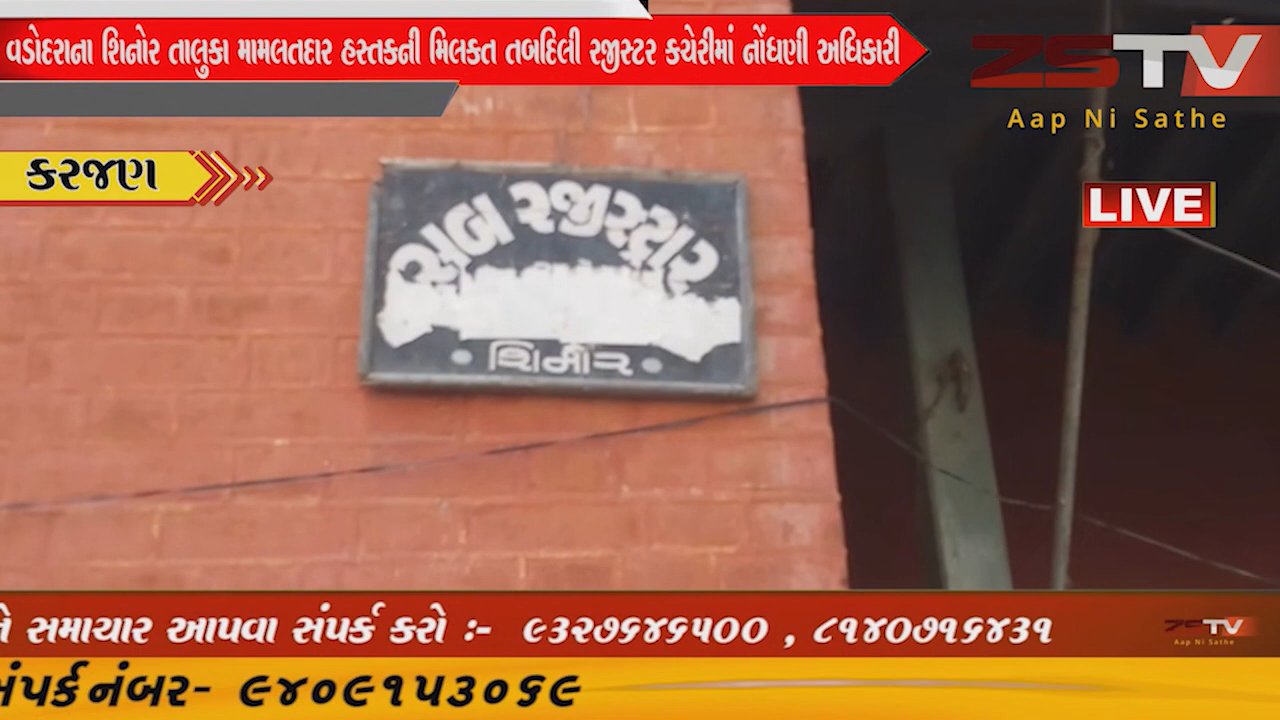 વડોદરાના શિનોર તાલુકા મામલતદાર હસ્તકની મિલકત તબદિલી રજીસ્ટર કચેરીમાં નોંધાણી અધિકારી
ZSTV
Aap Ni Sathe
કરજણ
LIVE
સબ રજીસ્ટ્રાર
શિનોર
સમાચાર આપવા સંપર્ક કરો :- ૯૩૨૭૬૪૬૫૦૦ , ૮૧૪૦૭૧૬૪૩૧
ZSTV
Aap Ni Sathe
સંપર્ક નંબર- ૯૪૦૯૧૫૩૦૬૯